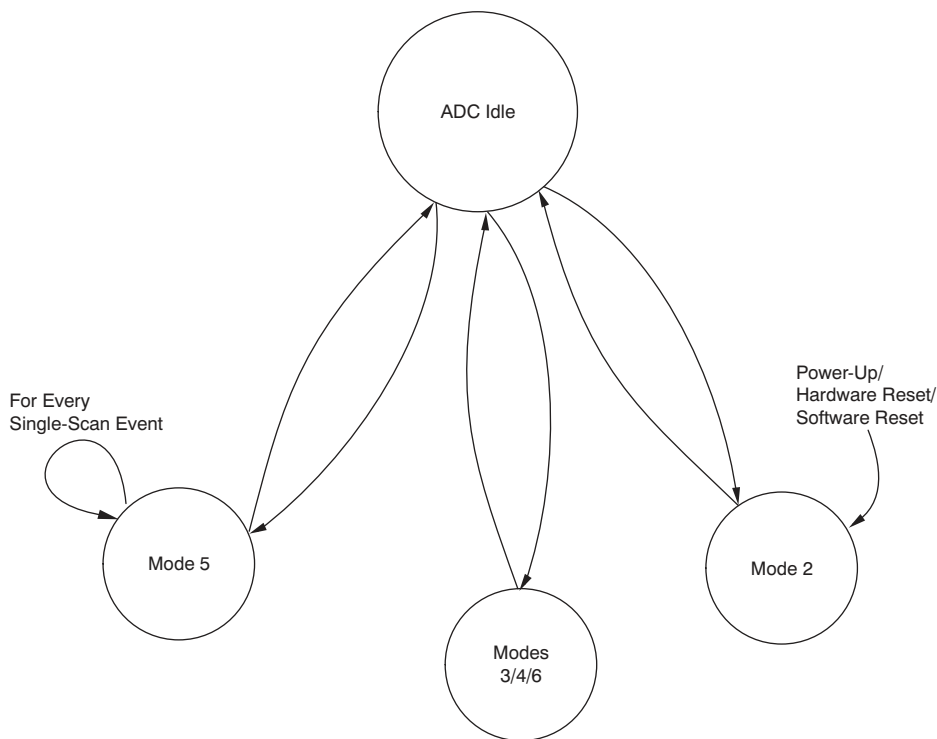 ADC Idle
For Every
Single-Scan Event
Power-Up/
Hardware Reset/
Software Reset
Mode 5
Mode 2
Modes
3/4/6